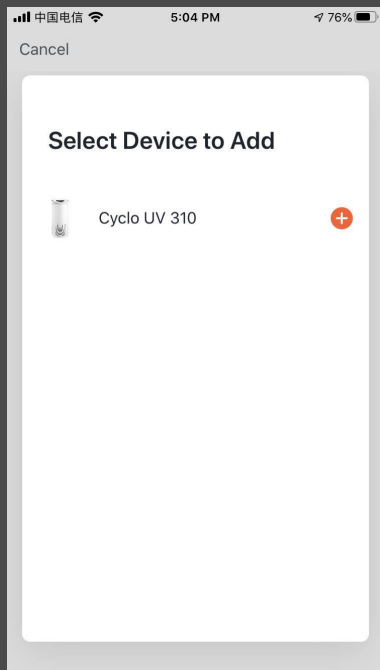 中国电信 5:04 PM 76%
Cancel
Select Device to Add
Cyclo UV 310